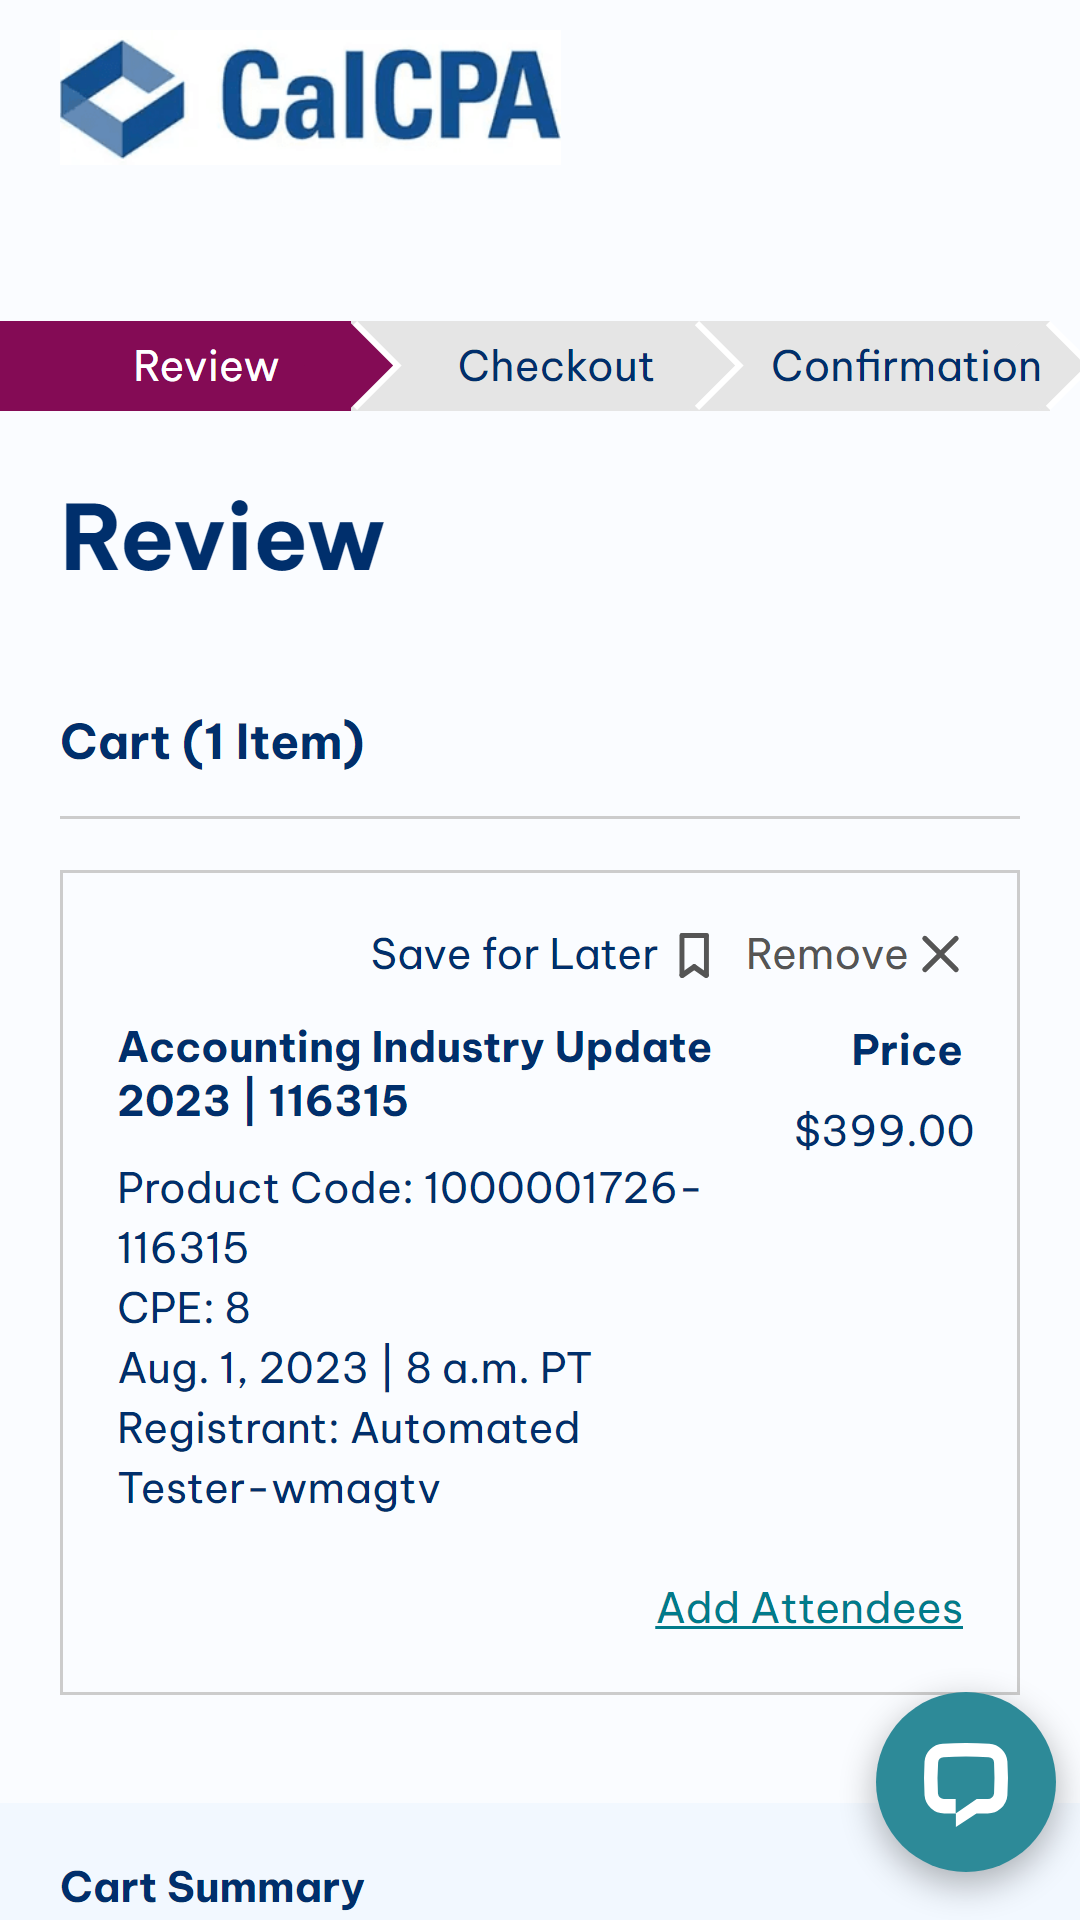 CalCPA
Review
Checkout
Confirmation
Review
Cart (1 Item)
Save for Later
Remove
Accounting Industry Update
2023 | 116315
Price
$399.00
Product Code: 1000001726-
116315
CPE: 8
Aug. 1, 2023 | 8 a.m. PT
Registrant: Automated
Tester-wmagtv
Add Attendees
Cart Summary